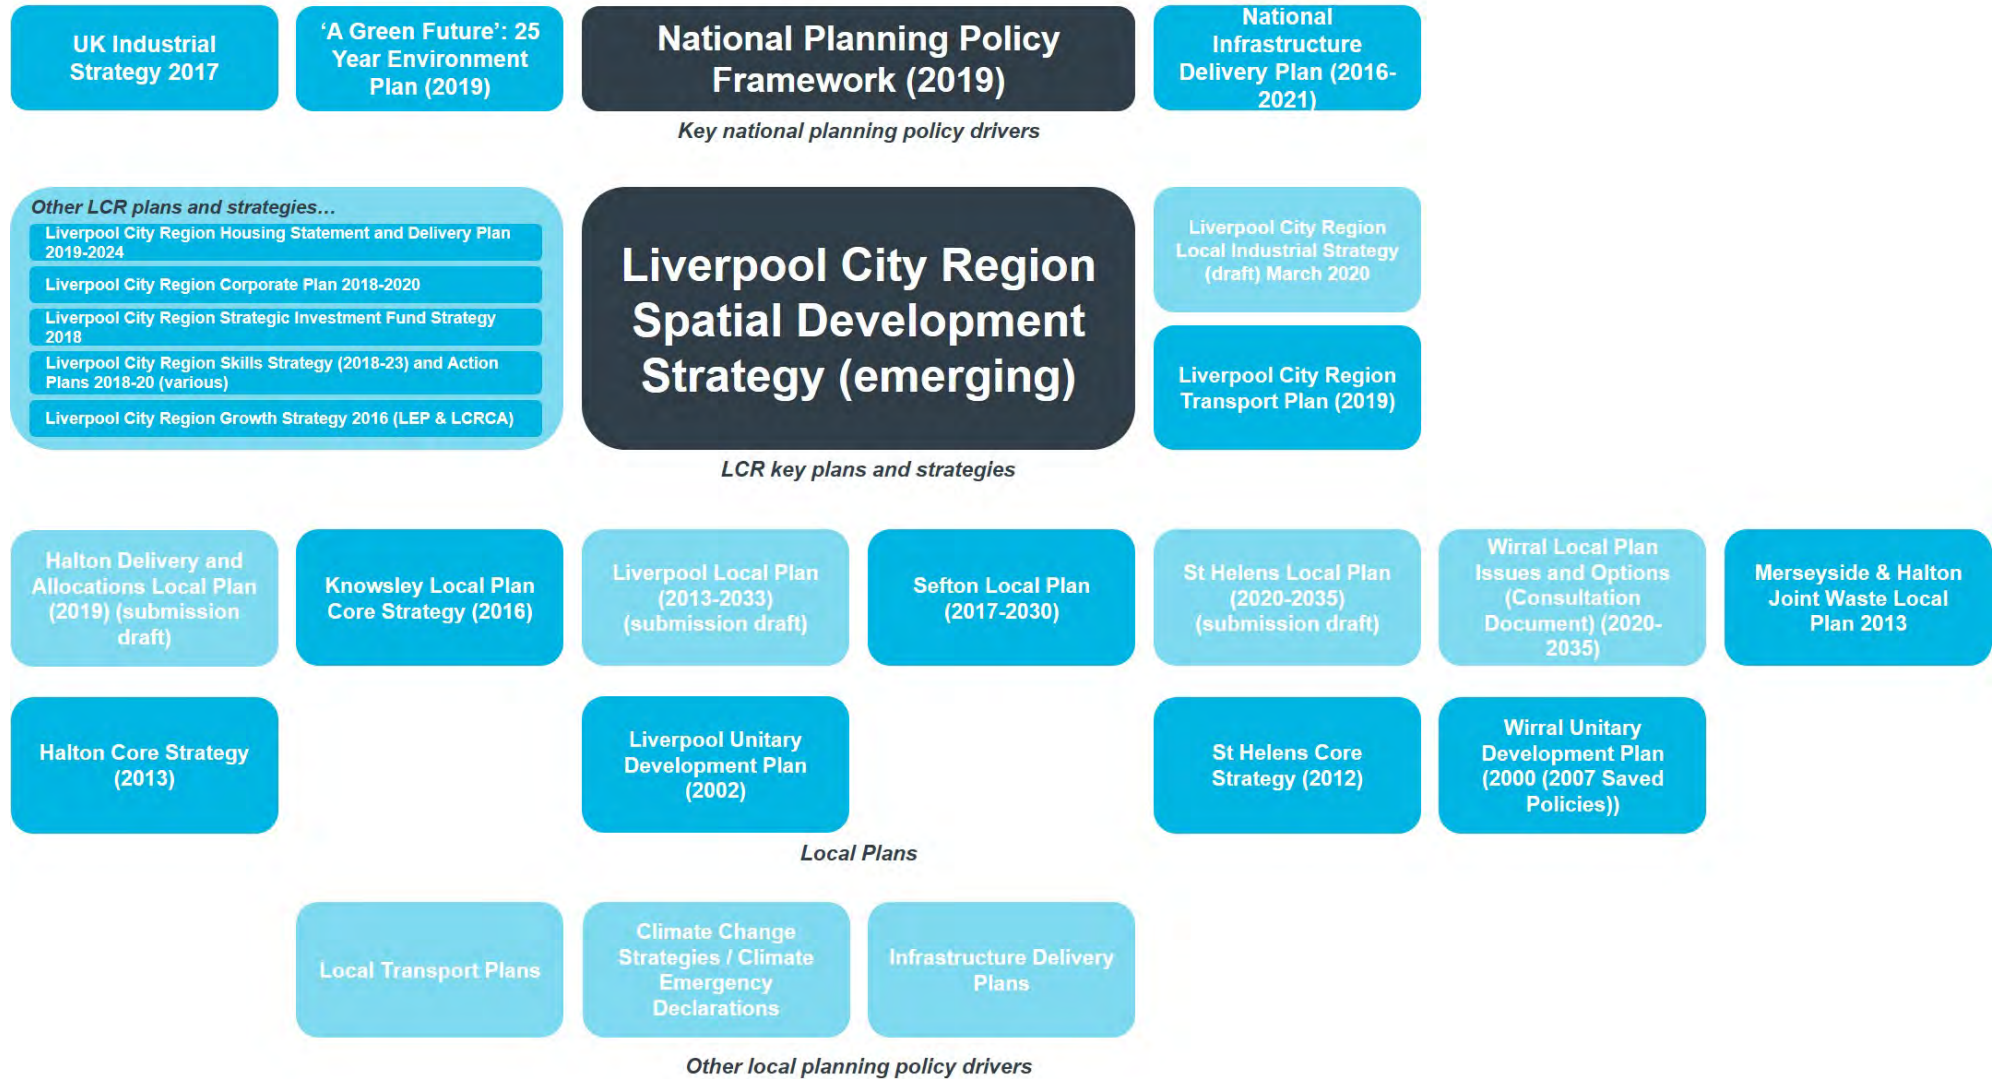 UK Industrial
Strategy 2017
‘A Green Future’: 25
Year Environment
Plan (2019)
National Planning Policy
Framework (2019)
National
Infrastructure
Delivery Plan (2016-
2021)
Key national planning policy drivers
Other LCR plans and strategies…
Liverpool City Region Housing Statement and Delivery Plan
2019-2024
Liverpool City Region Corporate Plan 2018-2020
Liverpool City Region Strategic Investment Fund Strategy
2018
Liverpool City Region Skills Strategy (2018-23) and Action
Plans 2018-20 (various)
Liverpool City Region Growth Strategy 2016 (LEP & LCRCA)
Liverpool City Region
Spatial Development
Strategy (emerging)
Liverpool City Region
Local Industrial Strategy
(draft) March 2020
Liverpool City Region
Transport Plan (2019)
LCR key plans and strategies
Halton Delivery and
Allocations Local Plan
(2019) (submission
draft)
Knowsley Local Plan
Core Strategy (2016)
Liverpool Local Plan
(2013-2033)
(submission draft)
Sefton Local Plan
(2017-2030)
St Helens Local Plan
(2020-2035)
(submission draft)
Wirral Local Plan
Issues and Options
(Consultation
Document) (2020-
2035)
Merseyside & Halton
Joint Waste Local
Plan 2013
Halton Core Strategy
(2013)
Liverpool Unitary
Development Plan
(2002)
St Helens Core
Strategy (2012)
Wirral Unitary
Development Plan
(2000 (2007 Saved
Policies))
Local Plans
Local Transport Plans
Climate Change
Strategies / Climate
Emergency
Declarations
Infrastructure Delivery
Plans
Other local planning policy drivers